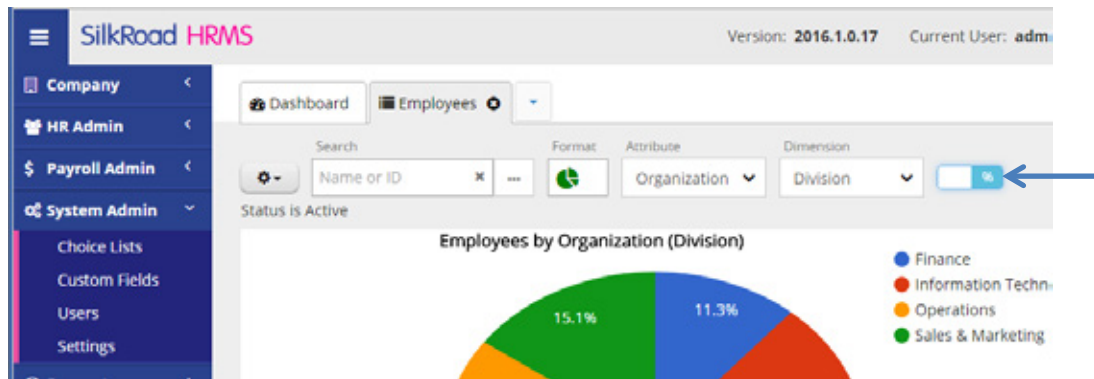 SilkRoad HRMS
Version: 2016.1.0.17 Current User: adm
Company
HR Admin
$ Payroll Admin
System Admin
Choice Lists
Custom Fields
Users
Settings
Dashboard Employees
Search Format Attribute Dimension
Name or ID Organization Division %
Status is Active
Employees by Organization (Division)
15.1% 11.3%
Finance
Information Techn
Operations
Sales & Marketing